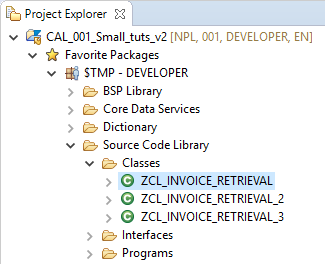 Project Explorer
CAL_001_Small_tuts_v2 [NPL, 001, DEVELOPER, EN]
Favorite Packages
$TMP - DEVELOPER
BSP Library
Core Data Services
Dictionary
Source Code Library
Classes
ZCL_INVOICE_RETRIEVAL
ZCL_INVOICE_RETRIEVAL_2
ZCL_INVOICE_RETRIEVAL_3
Interfaces
Programs